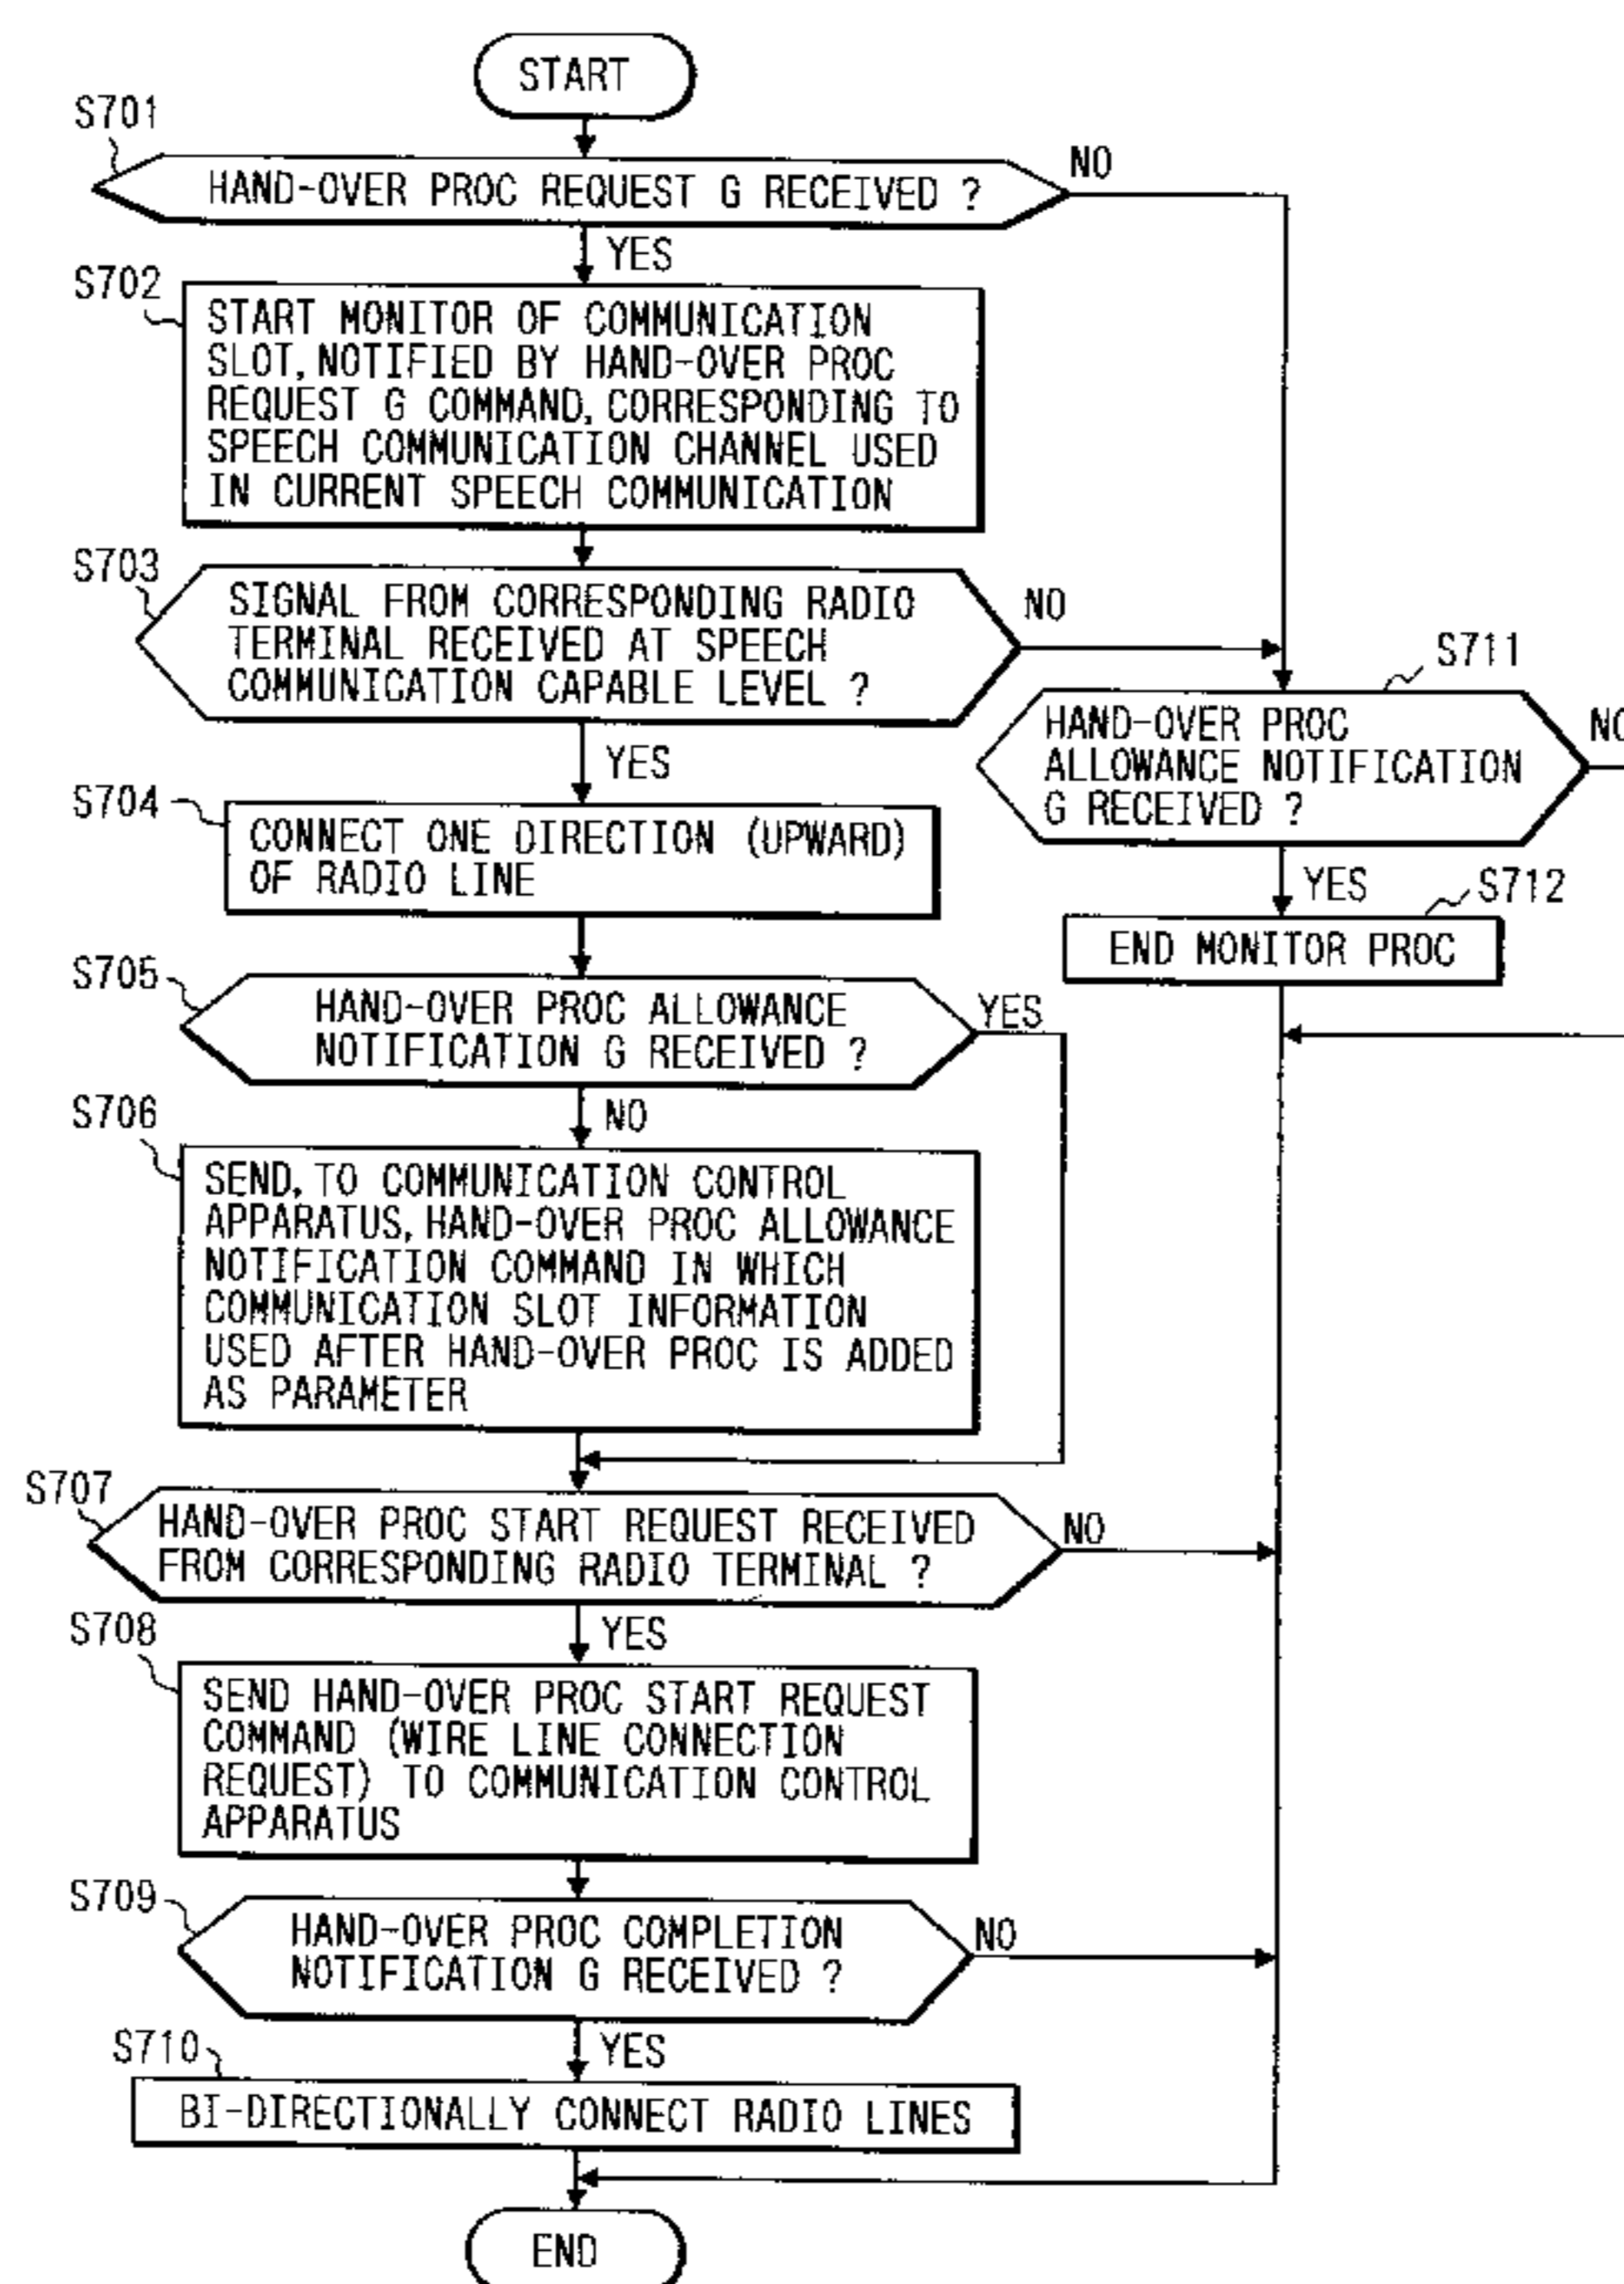 START
S701
HAND-OVER PROC REQUEST G RECEIVED ?
NO
YES
S702
START MONITOR OF COMMUNICATION
SLOT, NOTIFIED BY HAND-OVER PROC
REQUEST G COMMAND, CORRESPONDING TO
SPEECH COMMUNICATION CHANNEL USED
IN CURRENT SPEECH COMMUNICATION
S703
SIGNAL FROM CORRESPONDING RADIO
TERMINAL RECEIVED AT SPEECH
COMMUNICATION CAPABLE LEVEL ?
NO
YES
S711
HAND-OVER PROC
ALLOWANCE NOTIFICATION
G RECEIVED ?
NO
YES
S712
END MONITOR PROC
S704
CONNECT ONE DIRECTION (UPWARD)
OF RADIO LINE
S705
HAND-OVER PROC ALLOWANCE
NOTIFICATION G RECEIVED ?
YES
NO
S706
SEND, TO COMMUNICATION CONTROL
APPARATUS, HAND-OVER PROC ALLOWANCE
NOTIFICATION COMMAND IN WHICH
COMMUNICATION SLOT INFORMATION
USED AFTER HAND-OVER PROC IS ADDED
AS PARAMETER
S707
HAND-OVER PROC START REQUEST RECEIVED
FROM CORRESPONDING RADIO TERMINAL ?
NO
YES
S708
SEND HAND-OVER PROC START REQUEST
COMMAND (WIRE LINE CONNECTION
REQUEST) TO COMMUNICATION CONTROL
APPARATUS
S709
HAND-OVER PROC COMPLETION
NOTIFICATION G RECEIVED ?
NO
YES
S710
BI-DIRECTIONALLY CONNECT RADIO LINES
END